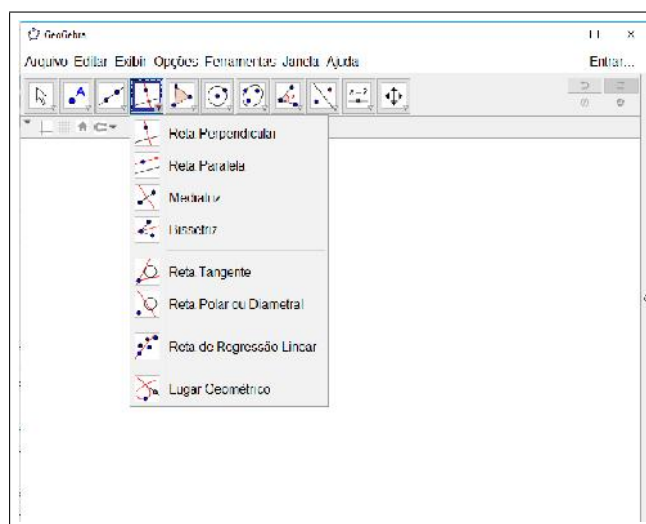 GeoGebra
Arquivo Editar Exibir Opções Ferramentas Janela Ajuda Entrar...
A
a=2
Reta Perpendicular
Reta Paralela
Mediatriz
Bissetriz
Reta Tangente
Reta Polar ou Diametral
Reta de Regressão Linear
Lugar Geométrico